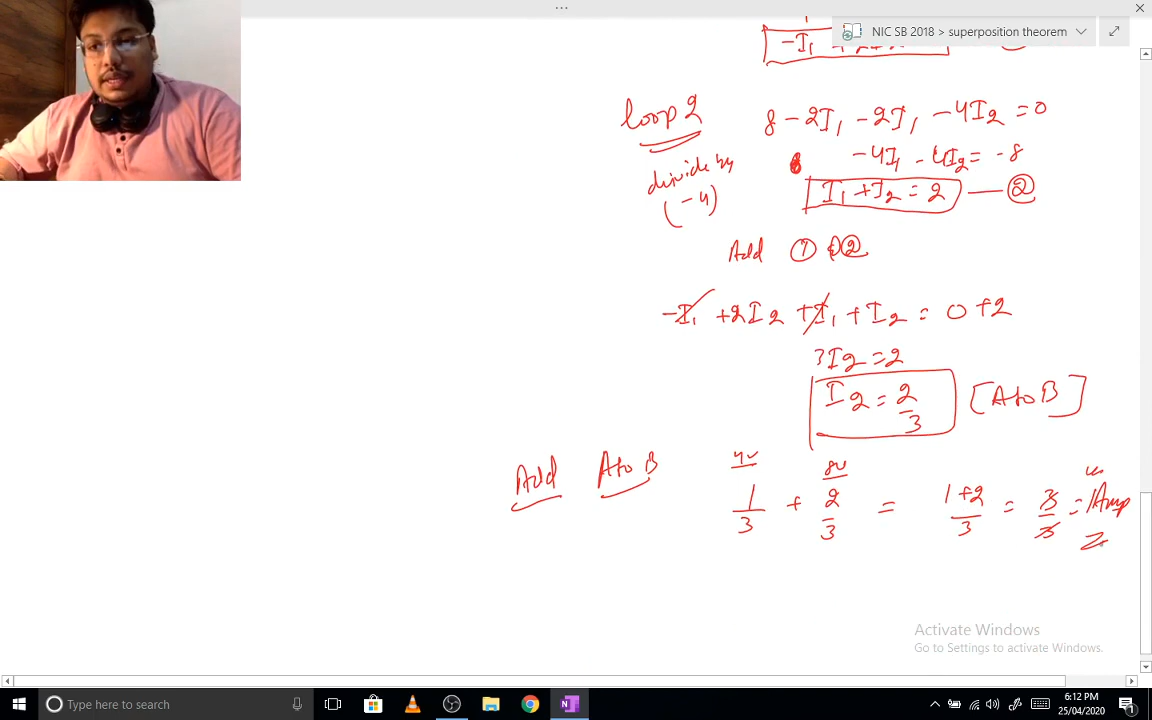 NIC SB 2018 > superposition theorem
loop 2
8 - 2I₁ - 2I₁ - 4I₂ = 0
divide by (-4)
-4I₁ - 4I₂ = -8
I₁ + I₂ = 2 — ②
Add ① & ②
-I₁ + 2I₂ + I₁ + I₂ = 0 + 2
3I₂ = 2
I₂ = 2/3 [A to B]
4V 8V
Add A to B 1/3 + 2/3 = 1+2/3 = 3/3 = 1Amp
Activate Windows
Go to Settings to activate Windows.
Type here to search
6:12 PM
25/04/2020
1